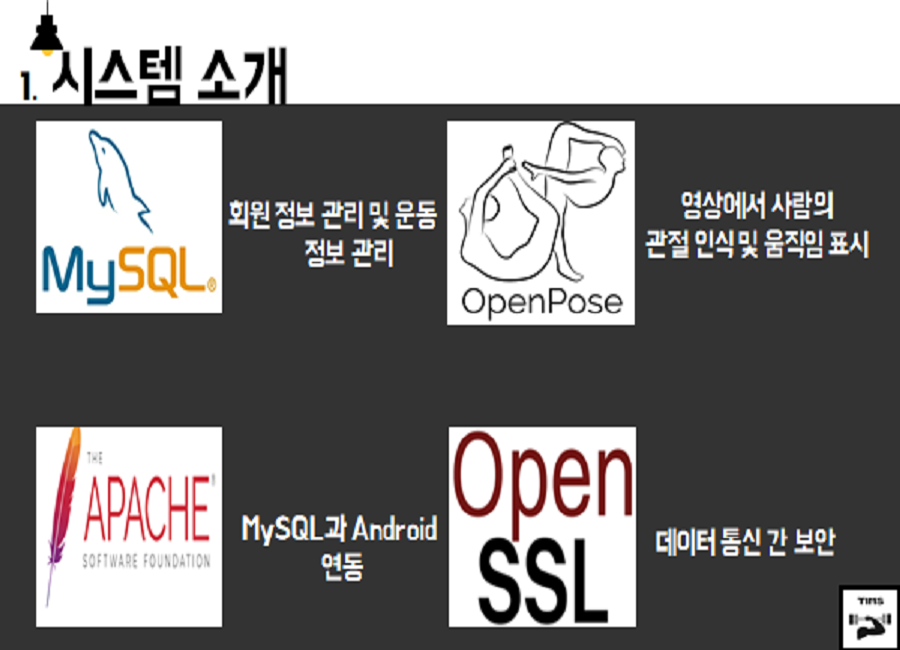 1. 시스템 소개
MySQL®
회원 정보 관리 및 운동
정보 관리
OpenPose
영상에서 사람의
관절 인식 및 움직임 표시
THE
APACHE®
SOFTWARE FOUNDATION
MySQL과 Android
연동
Open
SSL
데이터 통신 간 보안
TIMS